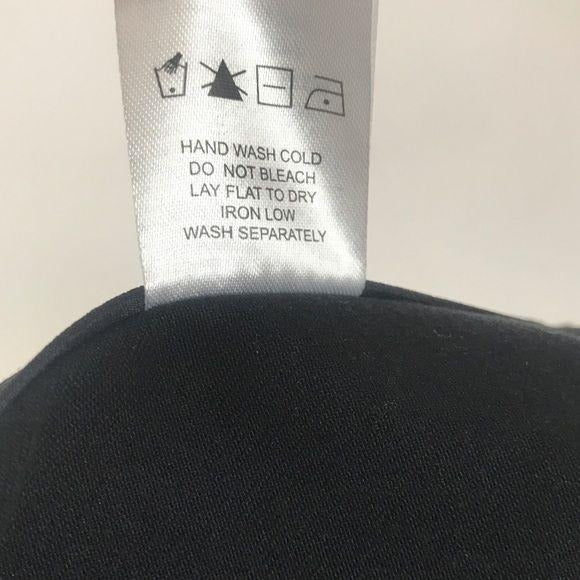 HAND WASH COLD
DO NOT BLEACH
LAY FLAT TO DRY
IRON LOW
WASH SEPARATELY